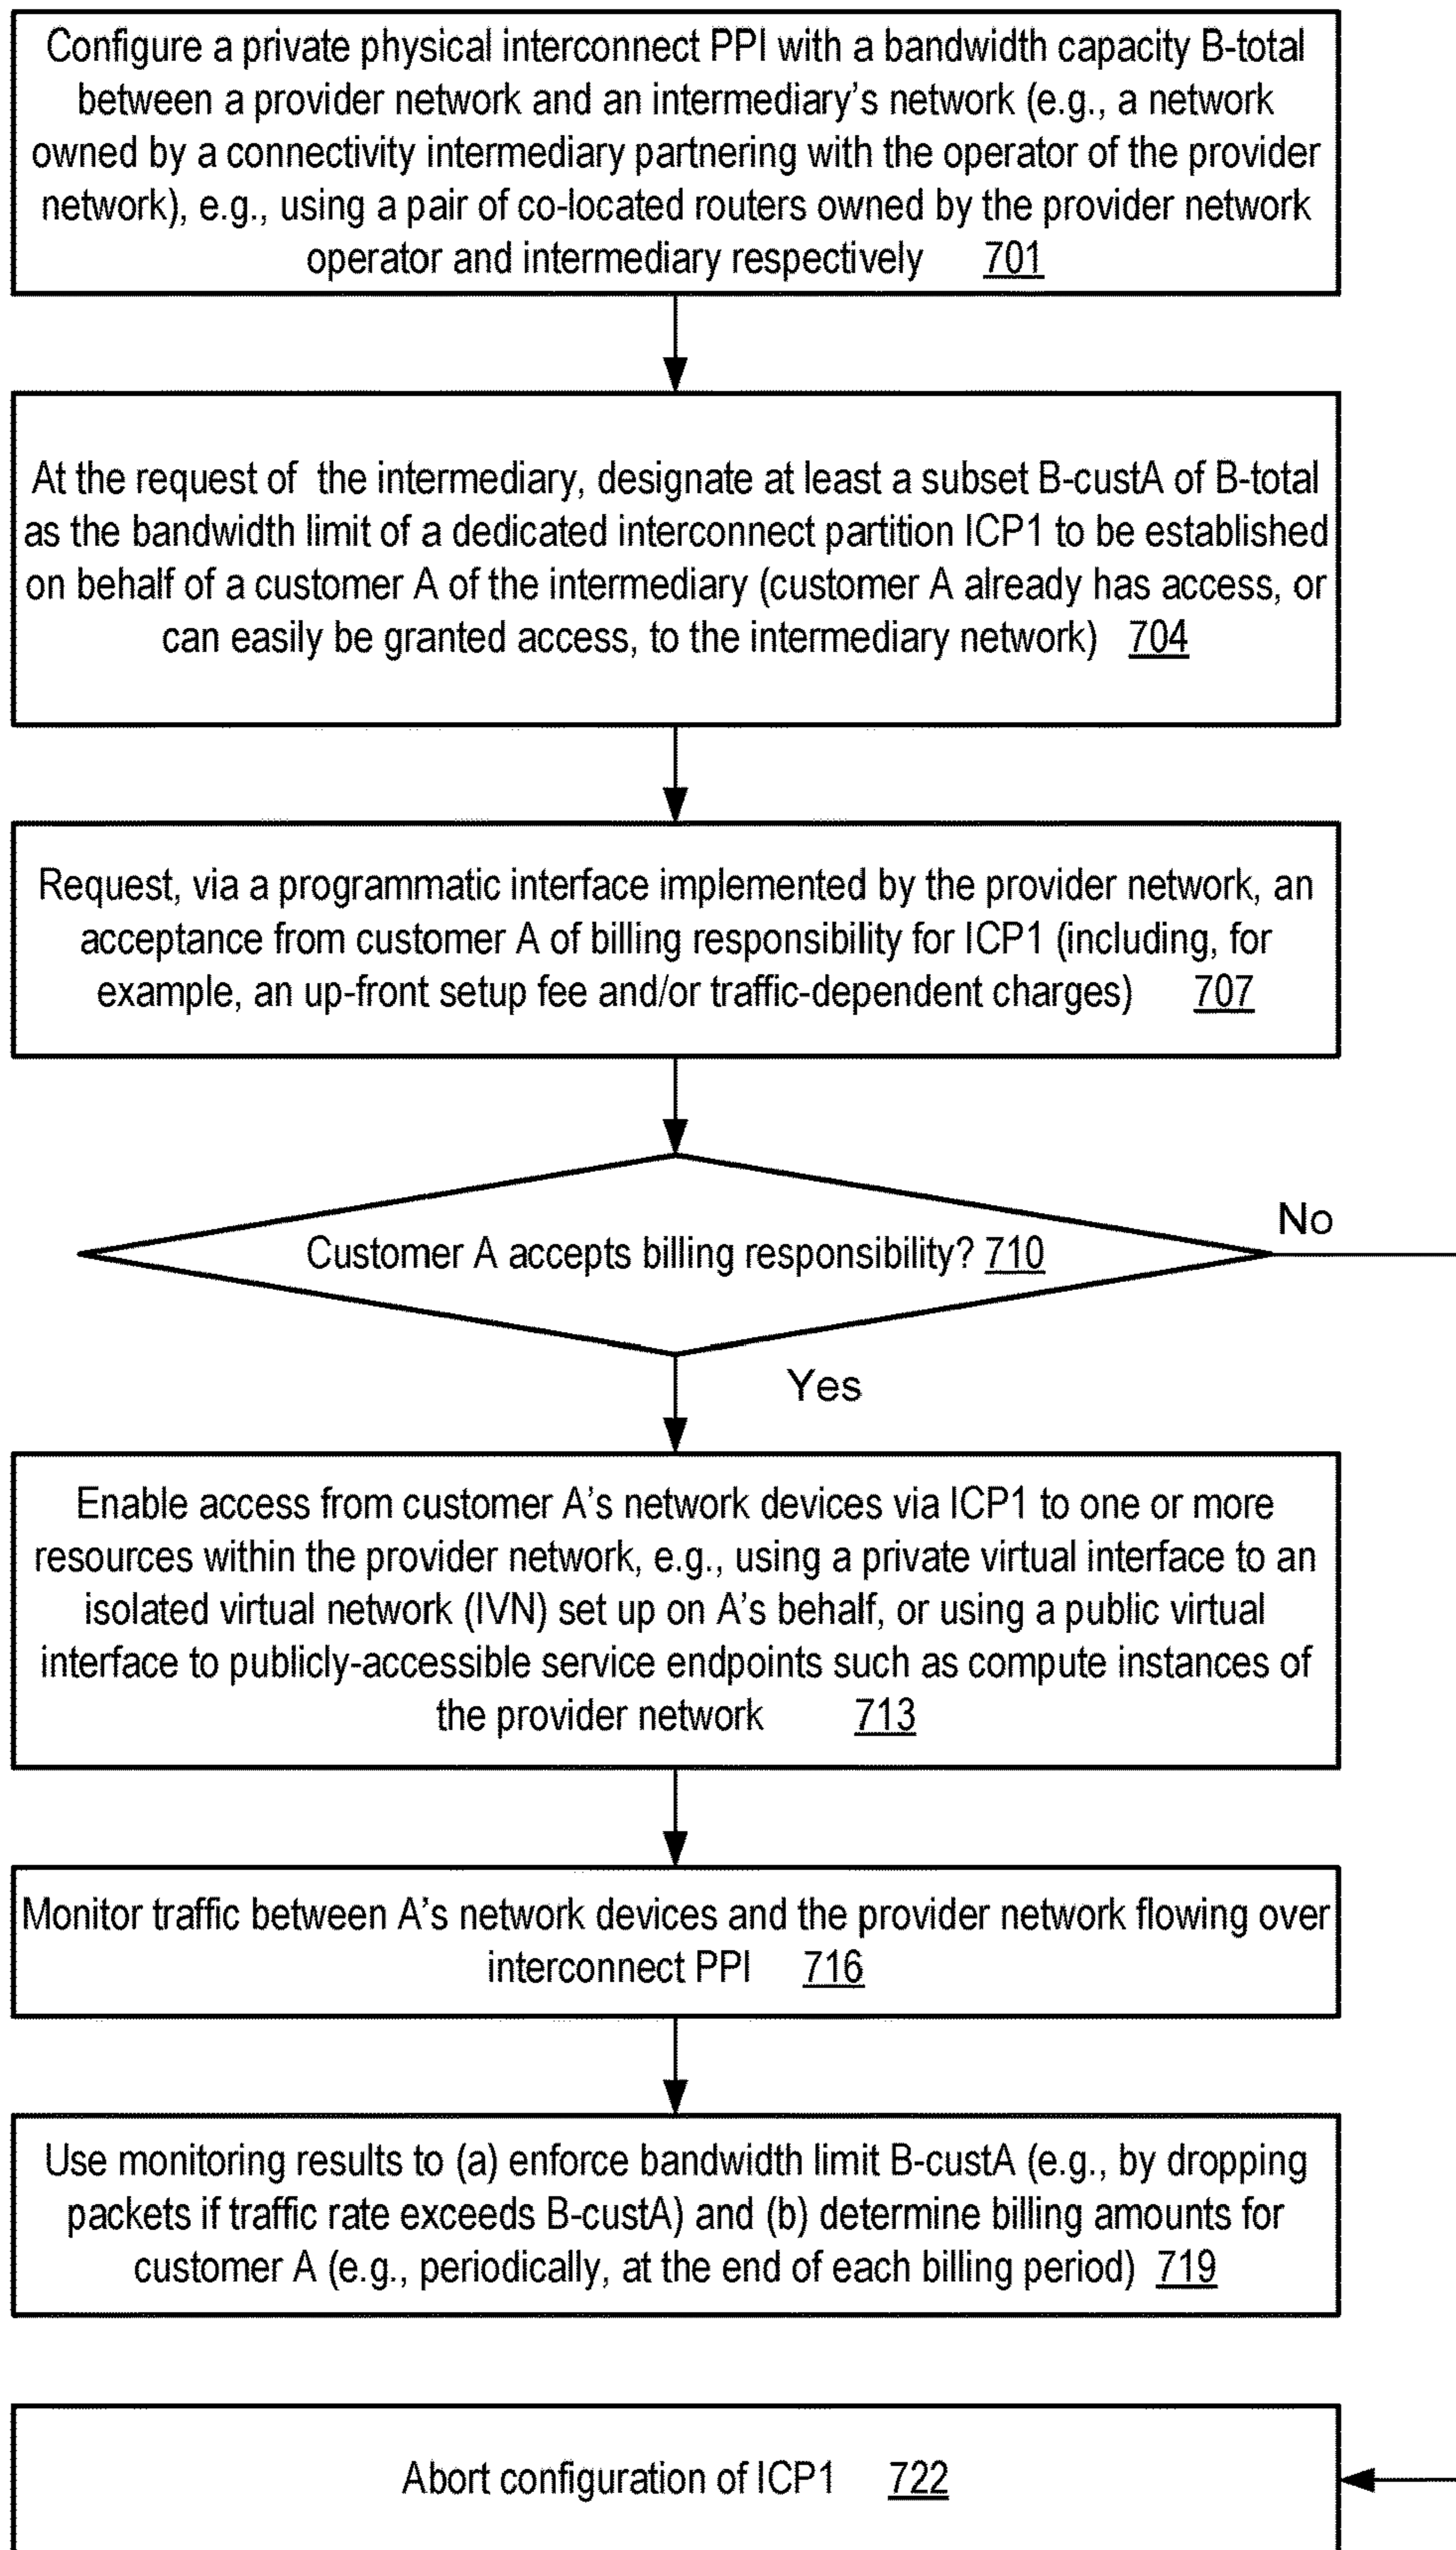 Configure a private physical interconnect PPI with a bandwidth capacity B-total
between a provider network and an intermediary's network (e.g., a network
owned by a connectivity intermediary partnering with the operator of the provider
network), e.g., using a pair of co-located routers owned by the provider network
operator and intermediary respectively 701
At the request of the intermediary, designate at least a subset B-custA of B-total
as the bandwidth limit of a dedicated interconnect partition ICP1 to be established
on behalf of a customer A of the intermediary (customer A already has access, or
can easily be granted access, to the intermediary network) 704
Request, via a programmatic interface implemented by the provider network, an
acceptance from customer A of billing responsibility for ICP1 (including, for
example, an up-front setup fee and/or traffic-dependent charges) 707
No
Customer A accepts billing responsibility? 710
Yes
Enable access from customer A's network devices via ICP1 to one or more
resources within the provider network, e.g., using a private virtual interface to an
isolated virtual network (IVN) set up on A's behalf, or using a public virtual
interface to publicly-accessible service endpoints such as compute instances of
the provider network 713
Monitor traffic between A's network devices and the provider network flowing over
interconnect PPI 716
Use monitoring results to (a) enforce bandwidth limit B-custA (e.g., by dropping
packets if traffic rate exceeds B-custA) and (b) determine billing amounts for
customer A (e.g., periodically, at the end of each billing period) 719
Abort configuration of ICP1 722